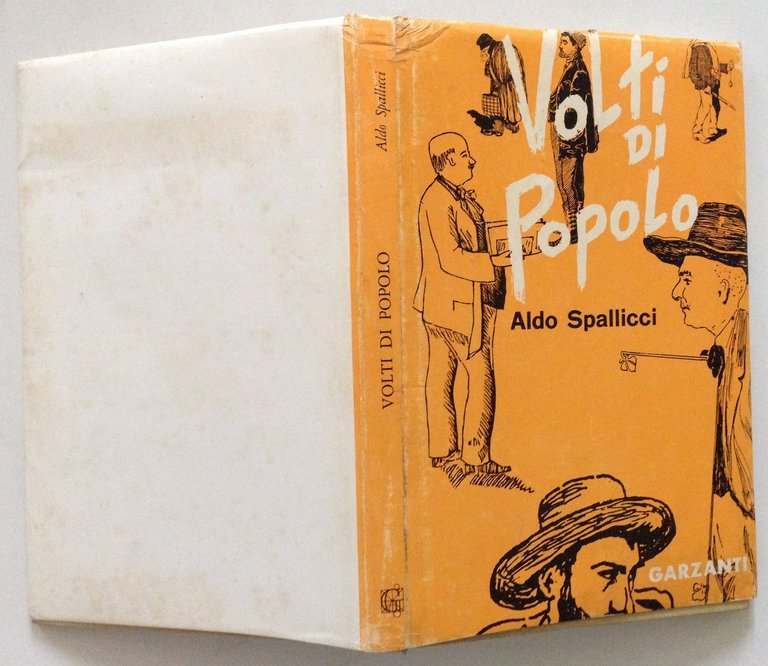 Aldo Spallicci
VOLTI DI POPOLO
Volti
DI
Popolo
Aldo Spallicci
GARZANTI